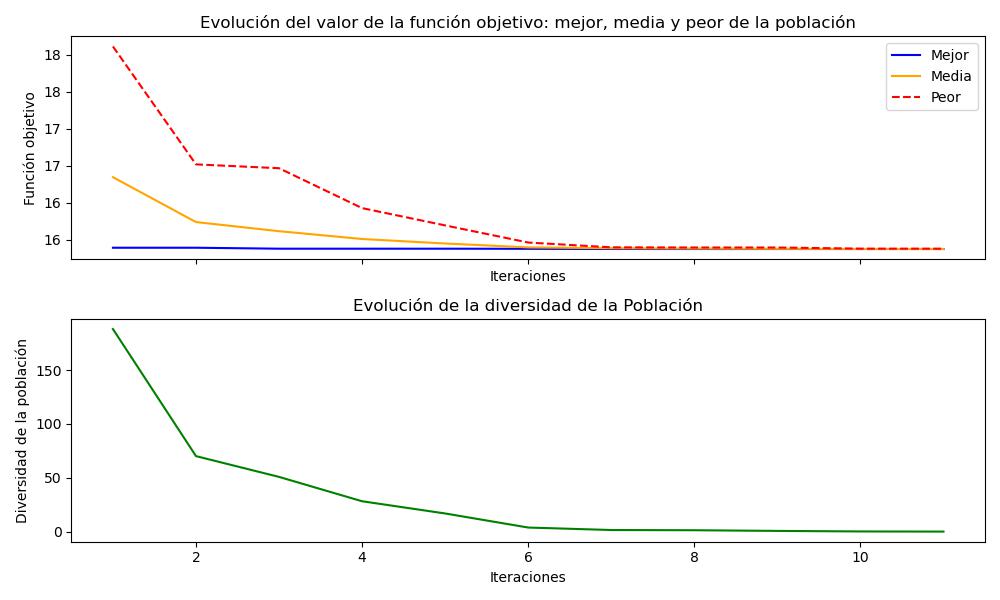 Evolución del valor de la función objetivo: mejor, media y peor de la población
Mejor
Media
Peor
18
18
17
17
16
16
Función objetivo
Iteraciones
Evolución de la diversidad de la Población
150
100
50
0
Diversidad de la población
2 4 6 8 10
Iteraciones